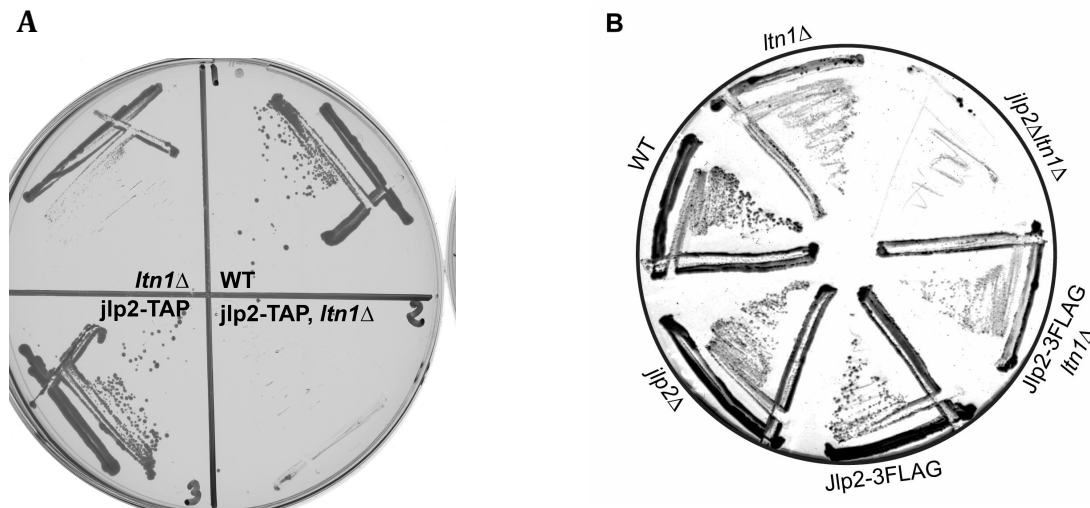 A
1
ltn1Δ
WT
jlp2-TAP
jlp2-TAP, ltn1Δ
2
3
B
ltn1Δ
jlp2Δltn1Δ
WT
Jlp2-3FLAG
ltn1Δ
jlp2Δ
Jlp2-3FLAG